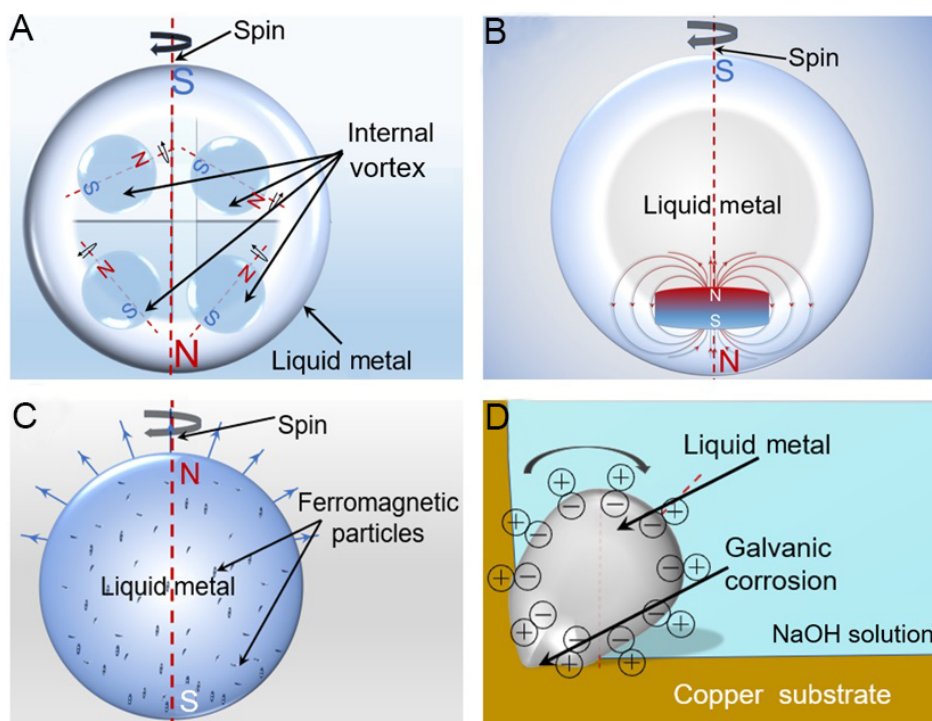 A
Spin
S
N
S
S
N
Internal
vortex
N
S
N
S
N
Liquid metal
B
Spin
S
Liquid metal
N
S
N
C
Spin
N
Ferromagnetic
particles
Liquid metal
S
D
Liquid metal
+ + + +
− − − −
Galvanic
corrosion
+ − − +
− − − −
+ + + +
NaOH solution
Copper substrate